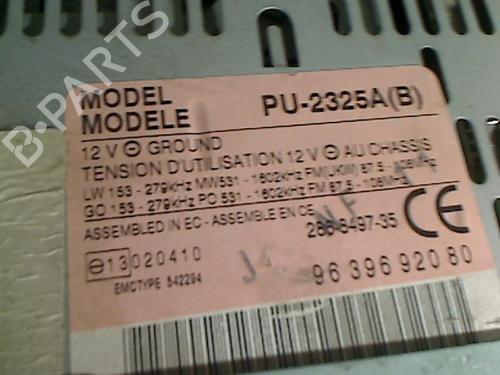 B-PARTS
MODEL
MODELE PU-2325A(B)
12 V ⊖ GROUND
TENSION D'UTILISATION 12 V ⊖ AU CHASSIS
LW 153 - 279kHz MW531 - 1602kHz FM(UKW) 87.5 - 108MHz
GO 153 - 279kHz PO 531 - 1602kHz FM 87.5 - 108MHz
ASSEMBLED IN EC - ASSEMBLE EN CE
286-8497-35
CE
e13 020410
EMCTYPE 542294
96 396 920 80